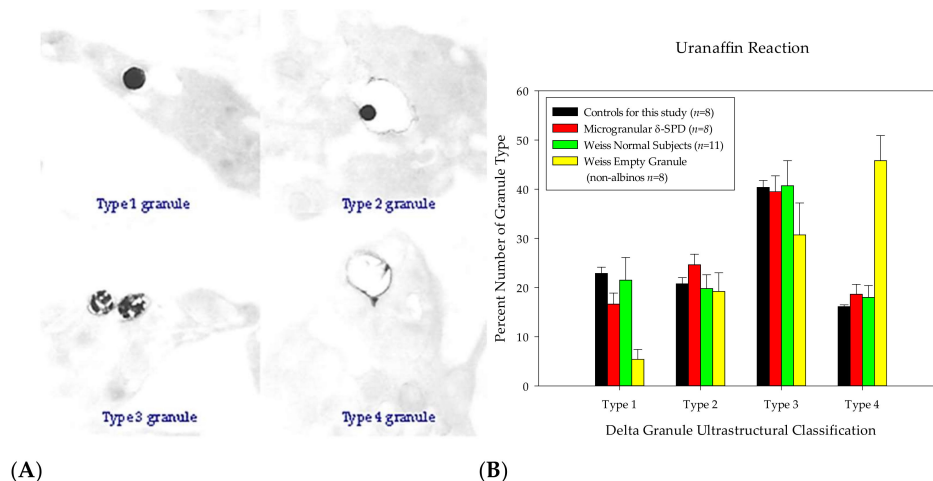 Type 1 granule
Type 2 granule
Type 3 granule
Type 4 granule
(A)
Uranaffin Reaction
Percent Number of Granule Type
60
50
40
30
20
10
0
Controls for this study (n=8)
Microgranular δ-SPD (n=8)
Weiss Normal Subjects (n=11)
Weiss Empty Granule
(non-albinos n=8)
Type 1 Type 2 Type 3 Type 4
Delta Granule Ultrastructural Classification
(B)